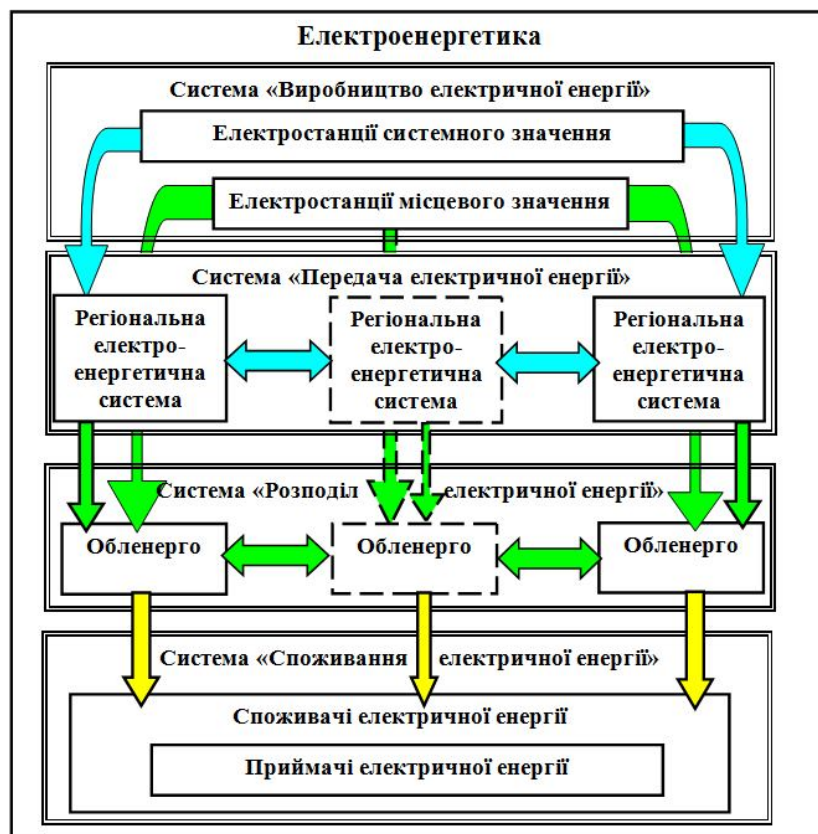 Електроенергетика
Система «Виробництво електричної енергії»
Електростанції системного значення
Електростанції місцевого значення
Система «Передача електричної енергії»
Регіональна
електро-
енергетична
система
Регіональна
електро-
енергетична
система
Регіональна
електро-
енергетична
система
Система «Розподіл електричної енергії»
Обленерго
Обленерго
Обленерго
Система «Споживання електричної енергії»
Споживачі електричної енергії
Приймачі електричної енергії